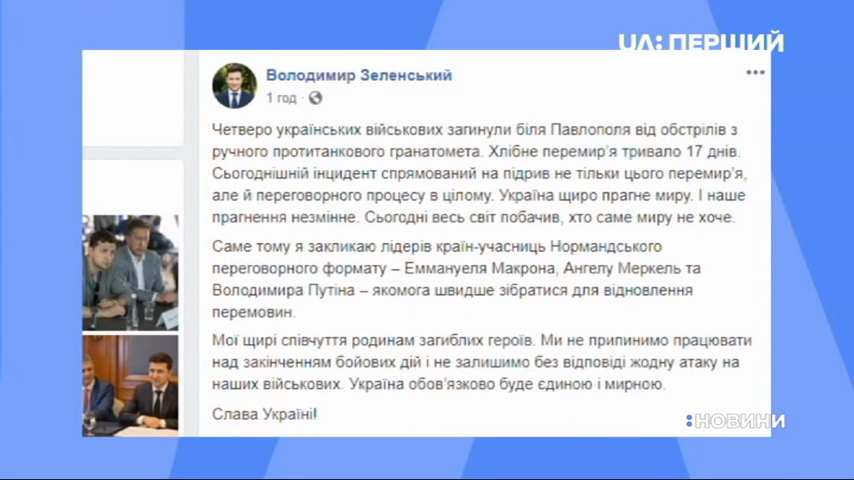 UA: ПЕРШИЙ
Володимир Зеленський
1 год ·
Четверо українських військових загинули біля Павлополя від обстрілів з
ручного протитанкового гранатомета. Хлібне перемир'я тривало 17 днів.
Сьогоднішній інцидент спрямований на підрив не тільки цього перемир'я,
але й переговорного процесу в цілому. Україна щиро прагне миру. І наше
прагнення незмінне. Сьогодні весь світ побачив, хто саме миру не хоче.
Саме тому я закликаю лідерів країн-учасниць Нормандського
переговорного формату – Еммануеля Макрона, Ангелу Меркель та
Володимира Путіна – якомога швидше зібратися для відновлення
перемовин.
Мої щирі співчуття родинам загиблих героїв. Ми не припинимо працювати
над закінченням бойових дій і не залишимо без відповіді жодну атаку на
наших військових. Україна обов'язково буде єдиною і мирною.
Слава Україні!
:НОВИНИ